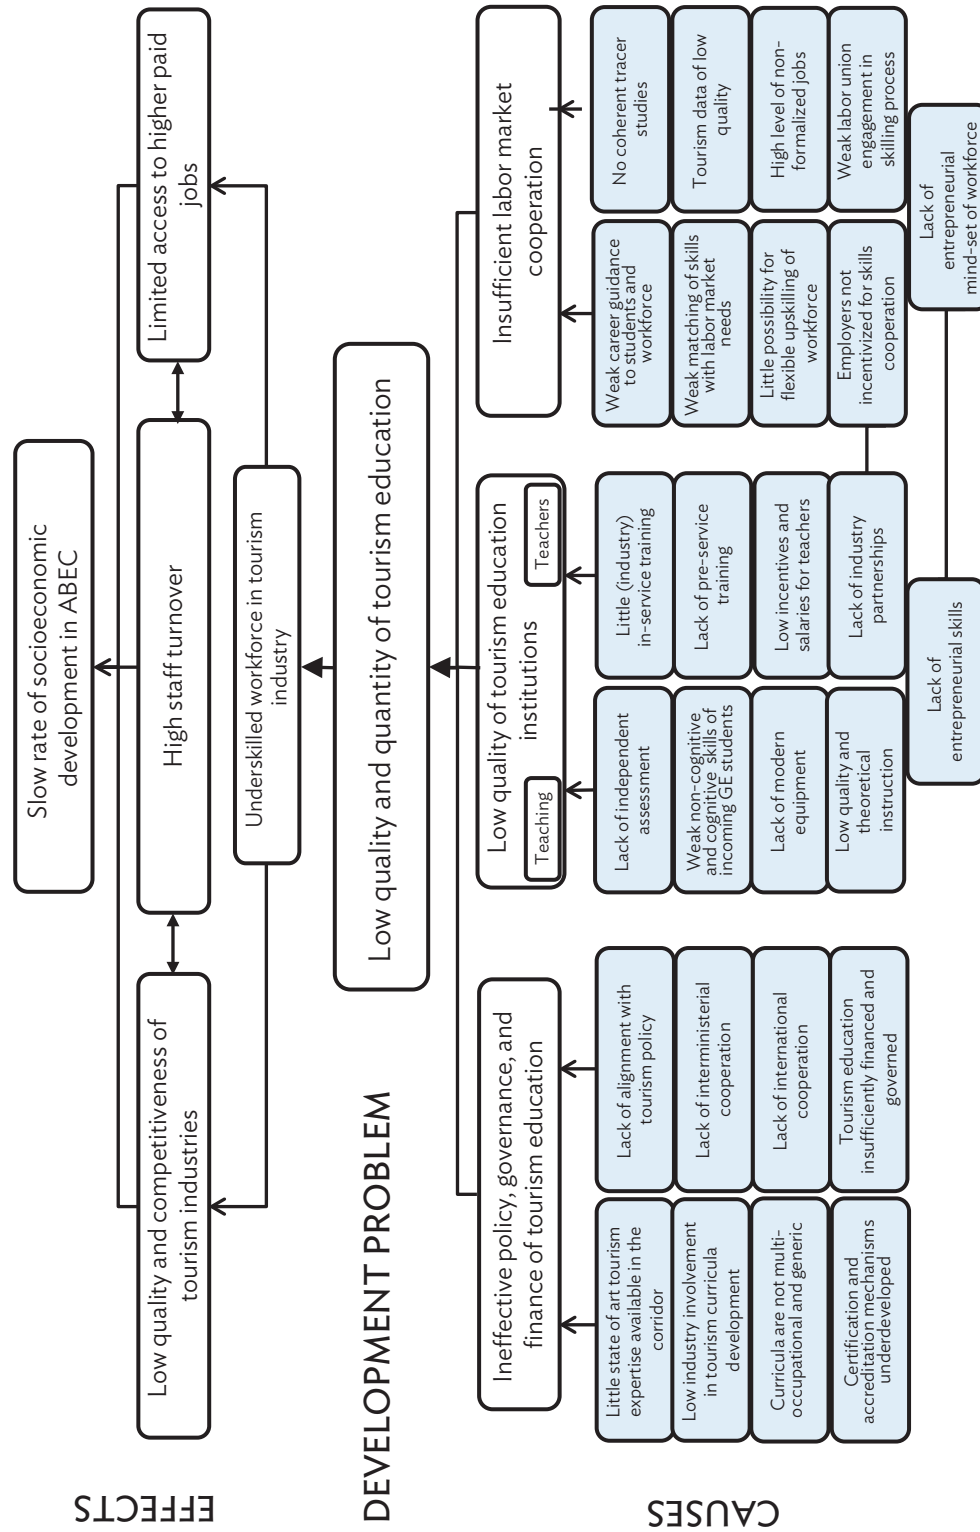 EFFECTS
Slow rate of socioeconomic
development in ABEC
Low quality and competitiveness of
tourism industries
High staff turnover
Limited access to higher paid
jobs
Underskilled workforce in tourism
industry
DEVELOPMENT PROBLEM
Low quality and quantity of tourism education
CAUSES
Ineffective policy, governance, and
finance of tourism education
Little state of art tourism
expertise available in the
corridor
Lack of alignment with
tourism policy
Low industry involvement
in tourism curricula
development
Lack of interministerial
cooperation
Curricula are not multi-
occupational and generic
Lack of international
cooperation
Certification and
accreditation mechanisms
underdeveloped
Tourism education
insufficiently financed and
governed
Low quality of tourism education
institutions
Teaching
Teachers
Lack of independent
assessment
Little (industry)
in-service training
Weak non-cognitive
and cognitive skills of
incoming GE students
Lack of pre-service
training
Lack of modern
equipment
Low incentives and
salaries for teachers
Low quality and
theoretical
instruction
Lack of industry
partnerships
Lack of
entrepreneurial skills
Insufficient labor market
cooperation
Weak career guidance
to students and
workforce
No coherent tracer
studies
Weak matching of skills
with labor market
needs
Tourism data of low
quality
Little possibility for
flexible upskilling of
workforce
High level of non-
formalized jobs
Employers not
incentivized for skills
cooperation
Weak labor union
engagement in
skilling process
Lack of
entrepreneurial
mind-set of workforce